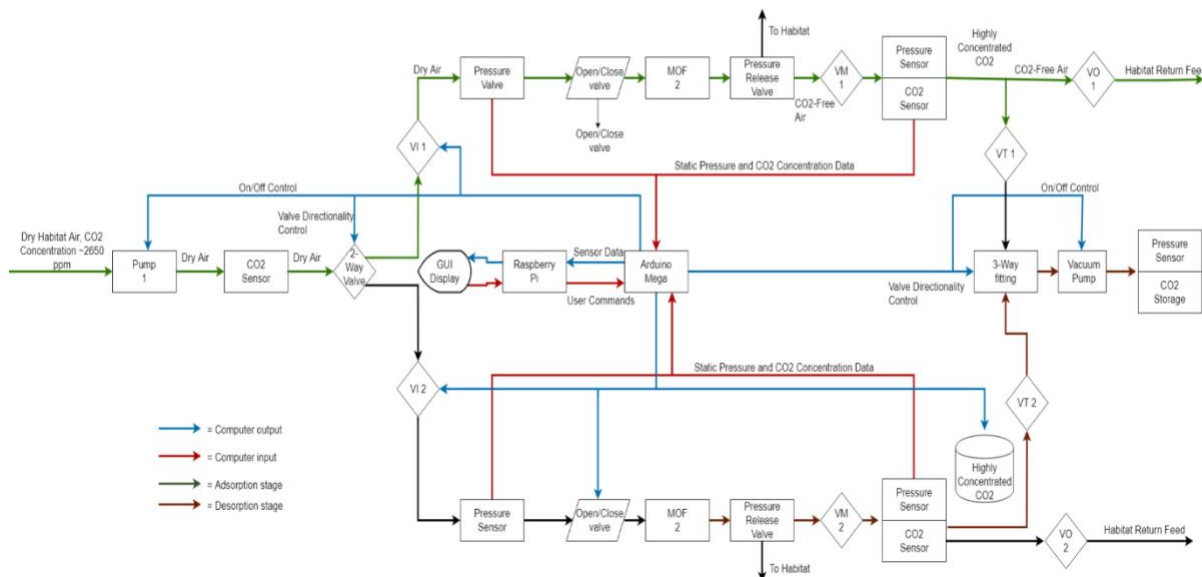 To Habitat
Highly
Concentrated
CO2
Dry Air
Pressure
Valve
Open/Close
valve
MOF
2
Pressure
Release
Valve
VM
1
CO2-Free
Air
Pressure
Sensor
CO2
Sensor
CO2-Free Air
VO
1
Habitat Return Fee
Open/Close
valve
VI 1
VT 1
Static Pressure and CO2 Concentration Data
On/Off Control
On/Off Control
Valve Directionality
Control
Dry Habitat Air, CO2
Concentration ~2650
ppm
Pump
1
Dry Air
CO2
Sensor
Dry Air
2-
Way
Valve
GUI
Display
Raspberry
Pi
Sensor Data
User Commands
Arduino
Mega
Valve Directionality
Control
3-Way
fitting
Vacuum
Pump
Pressure
Sensor
CO2
Storage
Static Pressure and CO2 Concentration Data
VI 2
VT 2
= Computer output
= Computer input
= Adsorption stage
= Desorption stage
Highly
Concentrated
CO2
Pressure
Sensor
Open/Close
valve
MOF
2
Pressure
Release
Valve
VM
2
Pressure
Sensor
CO2
Sensor
VO
2
Habitat Return Feed
To Habitat